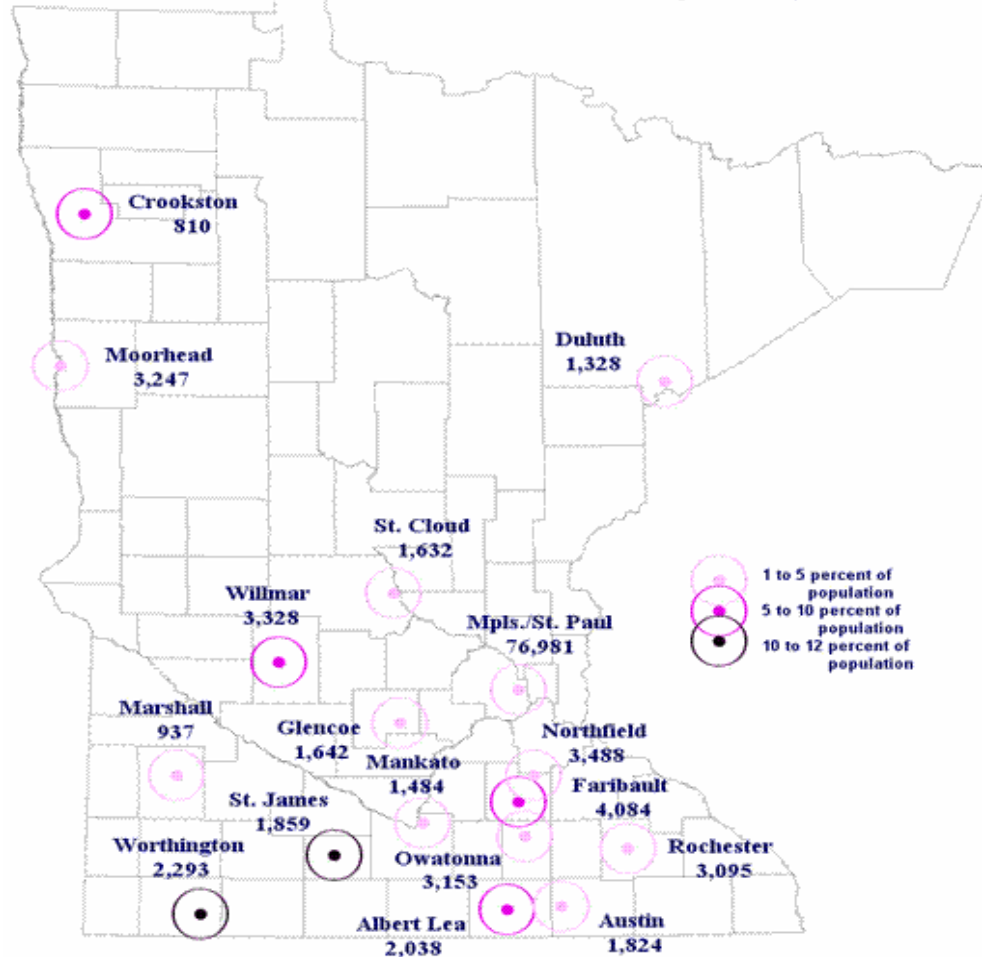 Crookston
810
Moorhead
3,247
Duluth
1,328
St. Cloud
1,632
Willmar
3,328
Mpls./St. Paul
76,981
1 to 5 percent of
population
5 to 10 percent of
population
10 to 12 percent of
population
Marshall
937
Glencoe
1,642
Northfield
3,488
Mankato
1,484
Faribault
4,084
St. James
1,859
Worthington
2,293
Owatonna
3,153
Rochester
3,095
Albert Lea
2,038
Austin
1,824